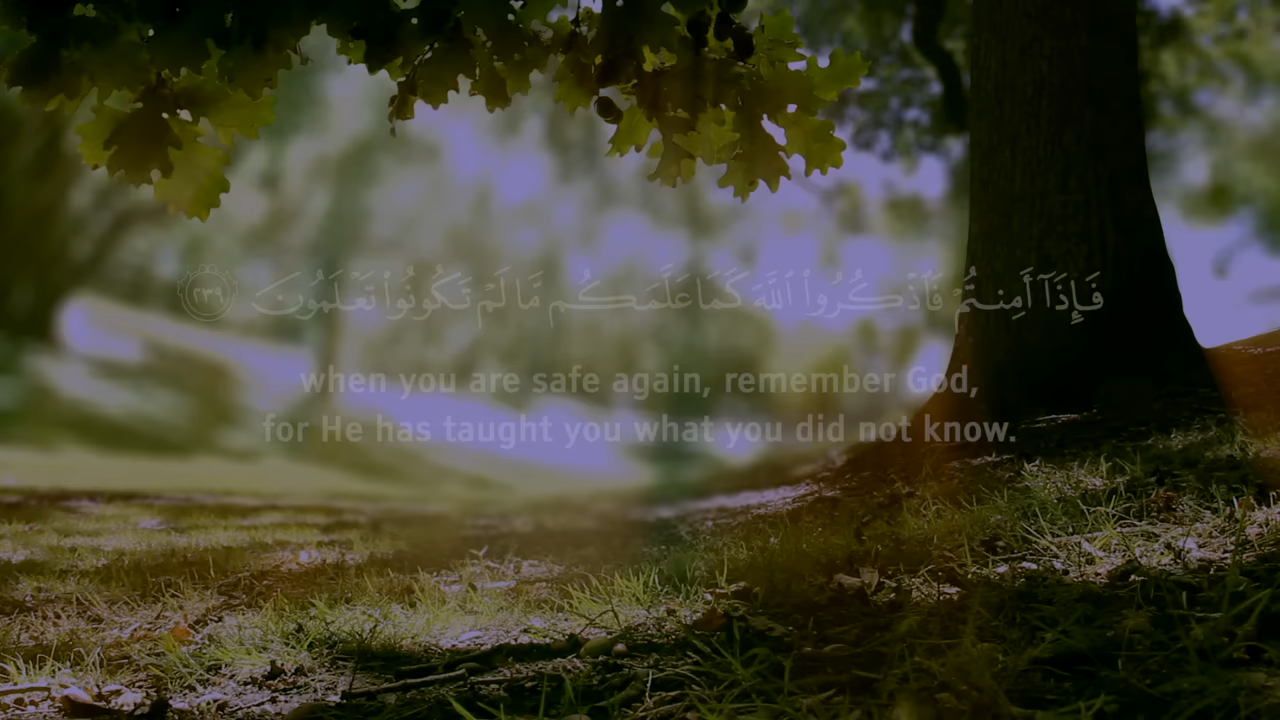 فَإِذَآ أَمِنتُمْ فَٱذْكُرُوا۟ ٱللَّهَ كَمَا عَلَّمَكُم مَّا لَمْ تَكُونُوا۟ تَعْلَمُونَ ٢٣٩
when you are safe again, remember God,
for He has taught you what you did not know.